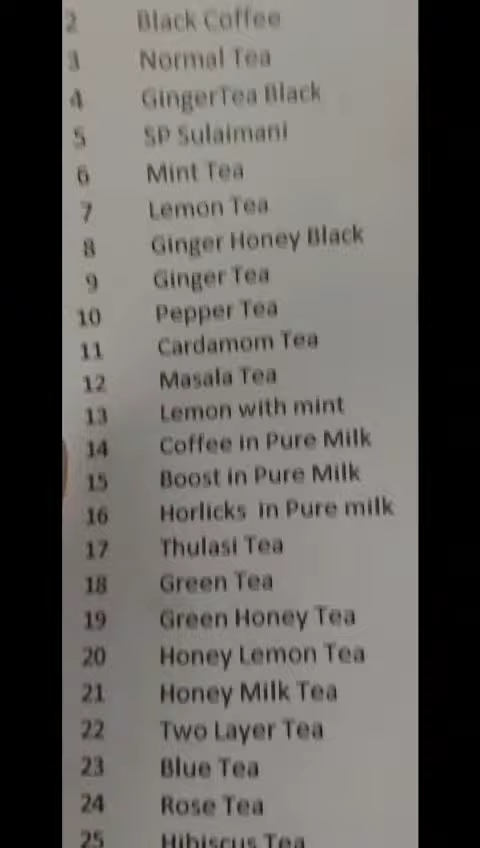 2 Black Coffee
3 Normal Tea
4 GingerTea Black
5 SP Sulaimani
6 Mint Tea
7 Lemon Tea
8 Ginger Honey Black
9 Ginger Tea
10 Pepper Tea
11 Cardamom Tea
12 Masala Tea
13 Lemon with mint
14 Coffee in Pure Milk
15 Boost in Pure Milk
16 Horlicks in Pure milk
17 Thulasi Tea
18 Green Tea
19 Green Honey Tea
20 Honey Lemon Tea
21 Honey Milk Tea
22 Two Layer Tea
23 Blue Tea
24 Rose Tea
25 Hibiscus Tea